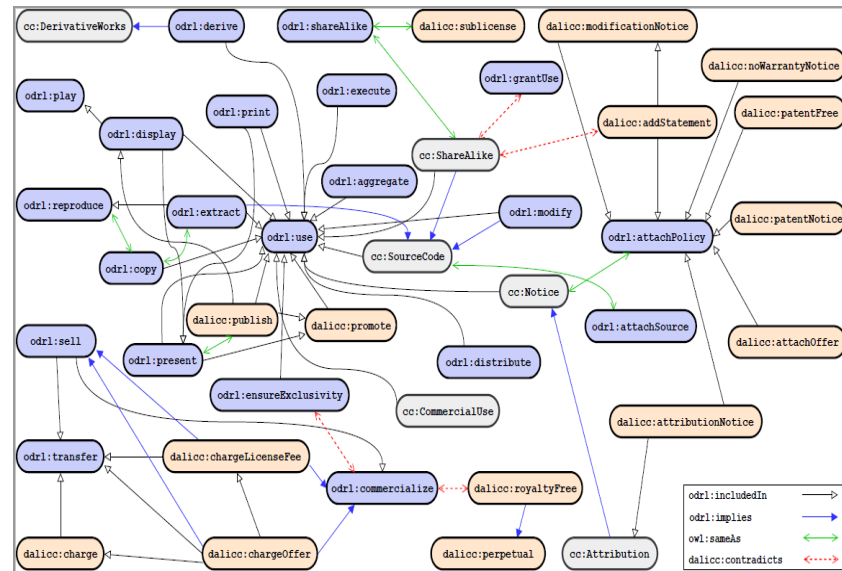 cc:DerivativeWorks
odrl:derive
odrl:shareAlike
dalicc:sublicense
dalicc:modificationNotice
dalicc:noWarrantyNotice
odrl:grantUse
odrl:play
odrl:print
odrl:execute
dalicc:patentFree
odrl:display
dalicc:addStatement
cc:ShareAlike
odrl:aggregate
odrl:reproduce
odrl:extract
odrl:modify
dalicc:patentNotice
odrl:use
odrl:attachPolicy
cc:SourceCode
odrl:copy
cc:Notice
dalicc:publish
dalicc:promote
odrl:attachSource
odrl:sell
dalicc:attachOffer
odrl:present
odrl:distribute
odrl:ensureExclusivity
cc:CommercialUse
dalicc:attributionNotice
odrl:transfer
dalicc:chargeLicenseFee
odrl:commercialize
dalicc:royaltyFree
odrl:includedIn
odrl:implies
owl:sameAs
dalicc:contradicts
dalicc:charge
dalicc:chargeOffer
dalicc:perpetual
cc:Attribution